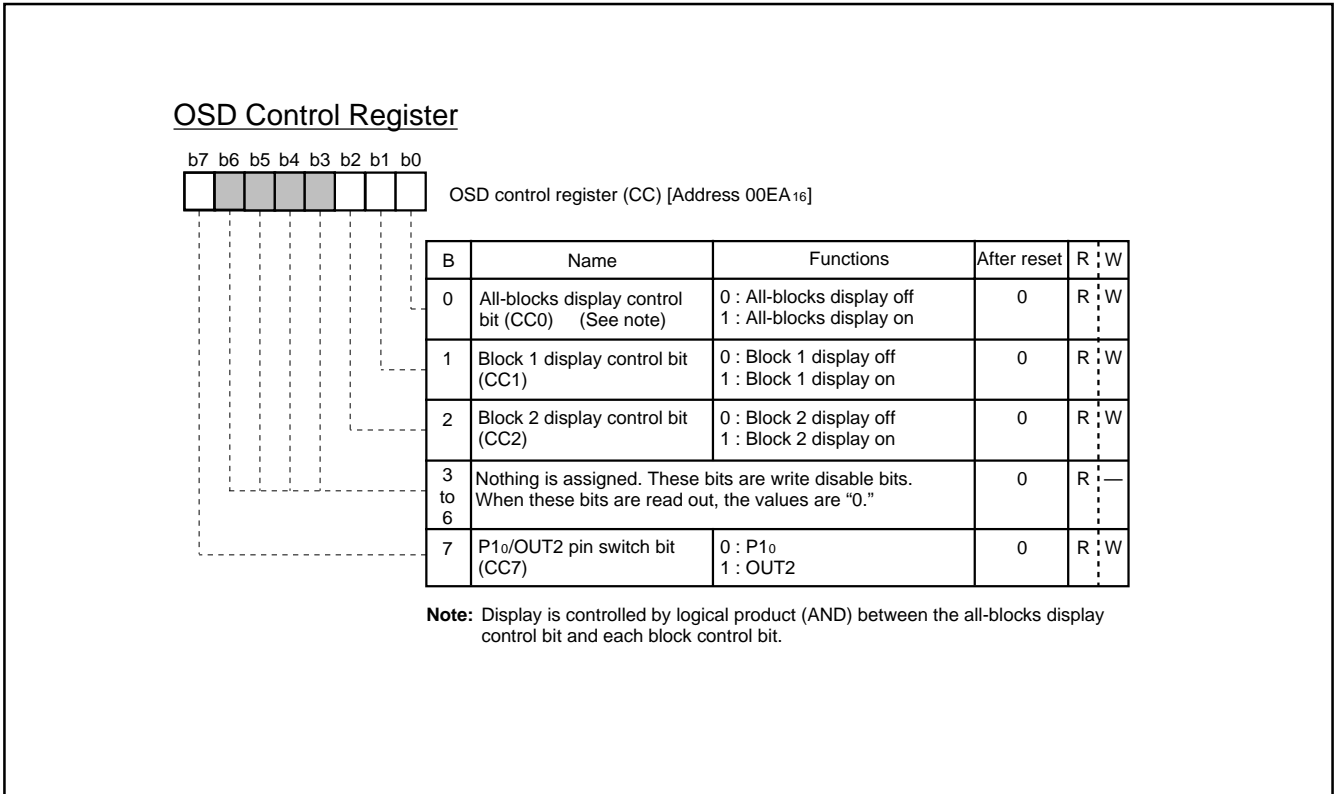 OSD Control Register
b7 b6 b5 b4 b3 b2 b1 b0
OSD control register (CC) [Address 00EA16]
B Name Functions After reset R W
0 All-blocks display control bit (CC0) (See note) 0 : All-blocks display off 1 : All-blocks display on 0 R W
1 Block 1 display control bit (CC1) 0 : Block 1 display off 1 : Block 1 display on 0 R W
2 Block 2 display control bit (CC2) 0 : Block 2 display off 1 : Block 2 display on 0 R W
3 to 6 Nothing is assigned. These bits are write disable bits. When these bits are read out, the values are “0.” 0 R —
7 P10/OUT2 pin switch bit (CC7) 0 : P10 1 : OUT2 0 R W
Note: Display is controlled by logical product (AND) between the all-blocks display
control bit and each block control bit.